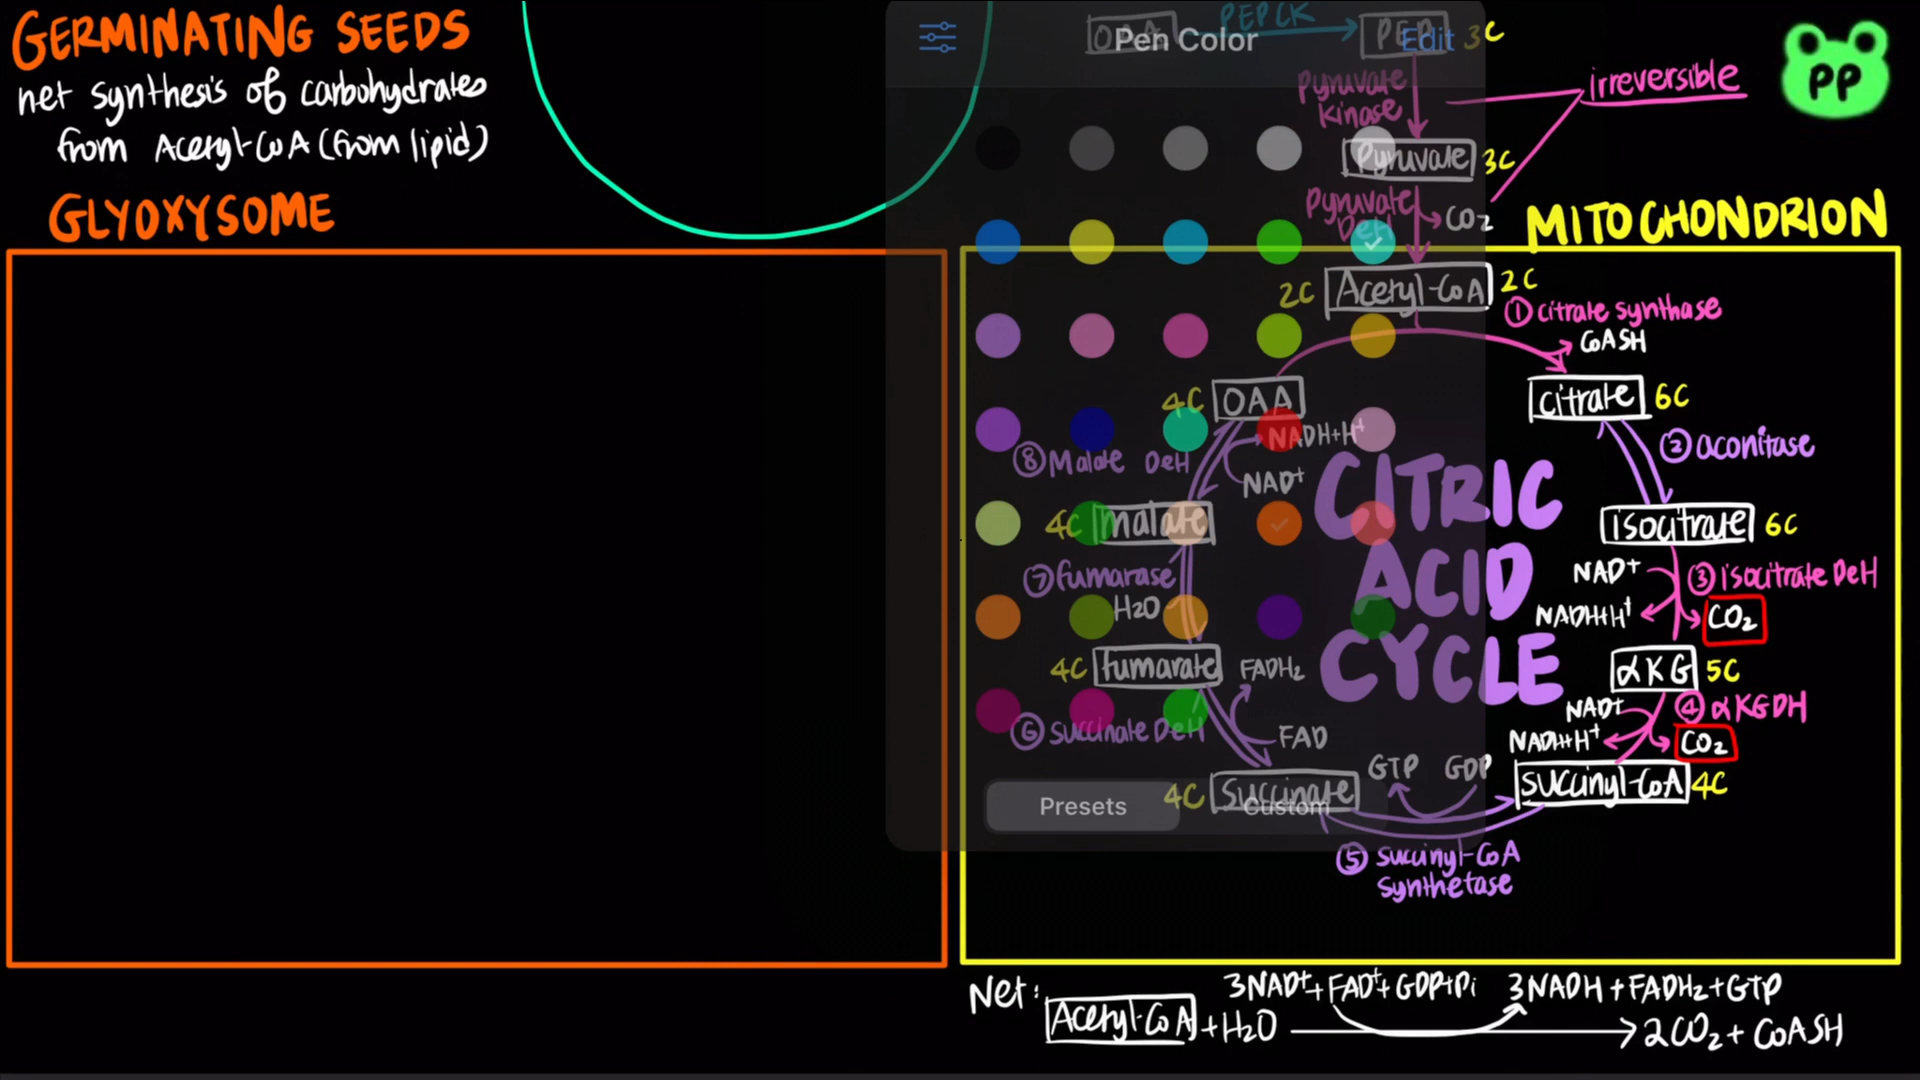 GERMINATING SEEDS
net synthesis of carbohydrates
from Acetyl-CoA (from lipid)
GLYOXYSOME
Pen Color
Edit
OAA
PEPCK
PEP
3C
Pyruvate
kinase
irreversible
PP
Pyruvate
3C
Pyruvate
DeH
CO2
MITOCHONDRION
2C
Acetyl-CoA
2C
① citrate synthase
CoASH
4C
OAA
citrate
6C
NADH+H+
NAD+
⑧ Malate DeH
② aconitase
CITRIC
ACID
CYCLE
4C
malate
isocitrate
6C
⑦ fumarase
H2O
NAD+
③ isocitrate DeH
NADH+H+
CO2
4C
fumarate
FADH2
αKG
5C
⑥ succinate DeH
FAD
NAD+
④ αKGDH
NADH+H+
CO2
4C
Succinate
GTP
GDP
succinyl-CoA
4C
Presets
Custom
⑤ succinyl-CoA
synthetase
Net:
3NAD+ + FAD+ + GDP+Pi
3NADH + FADH2 + GTP
Acetyl-CoA + H2O
2CO2 + CoASH